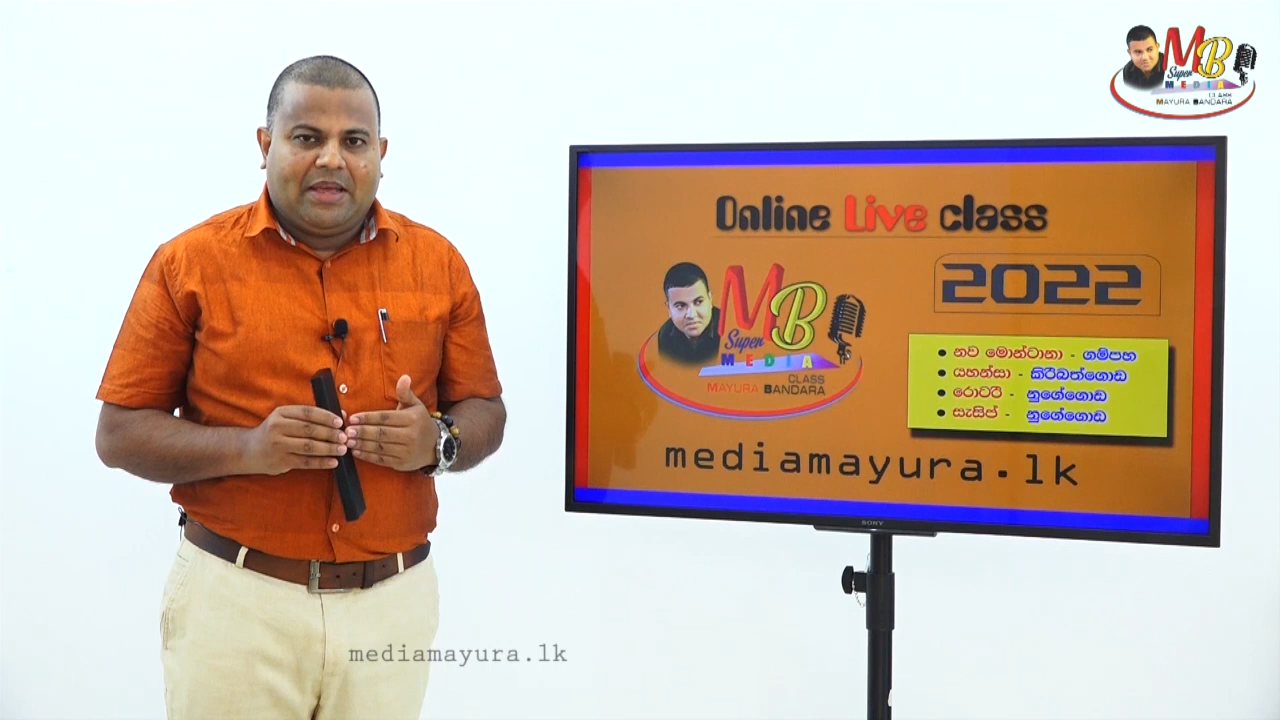 MB
Super
MEDIA
CLASS
MAYURA BANDARA
Online Live class
2022
MB
Super
MEDIA
CLASS
MAYURA BANDARA
• නව මොන්ටානා - ගම්පහ
• යහන්සා - කිරිබත්ගොඩ
• රොටරි - නුගේගොඩ
• සැසිප් - නුගේගොඩ
mediamayura.lk
SONY
mediamayura.lk